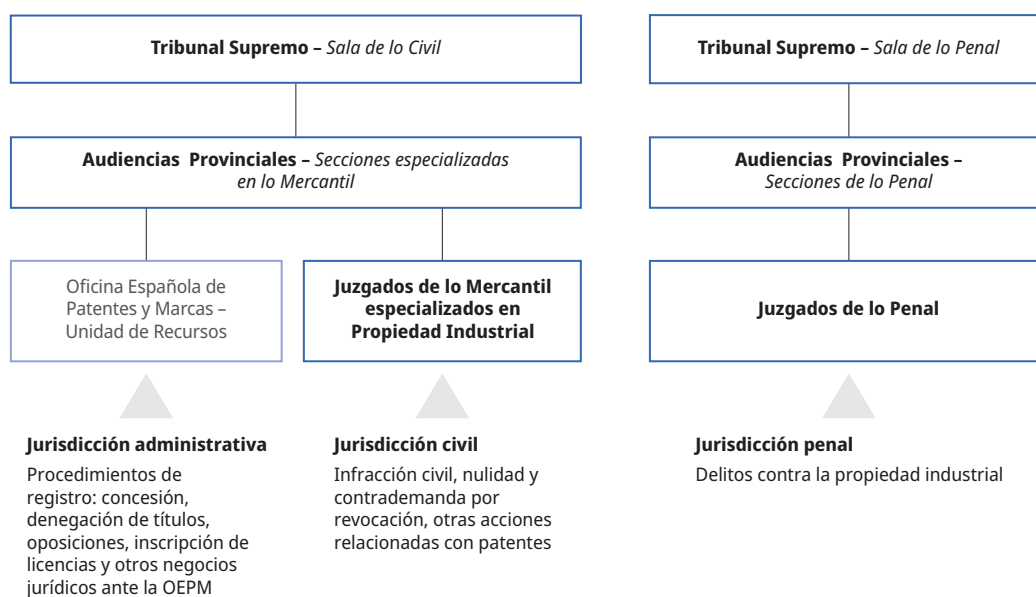 Tribunal Supremo – Sala de lo Civil
Audiencias Provinciales – Secciones especializadas
en lo Mercantil
Oficina Española de
Patentes y Marcas –
Unidad de Recursos
Juzgados de lo Mercantil
especializados en
Propiedad Industrial
Jurisdicción administrativa
Procedimientos de
registro: concesión,
denegación de títulos,
oposiciones, inscripción de
licencias y otros negocios
jurídicos ante la OEPM
Jurisdicción civil
Infracción civil, nulidad y
contrademanda por
revocación, otras acciones
relacionadas con patentes
Tribunal Supremo – Sala de lo Penal
Audiencias Provinciales –
Secciones de lo Penal
Juzgados de lo Penal
Jurisdicción penal
Delitos contra la propiedad industrial